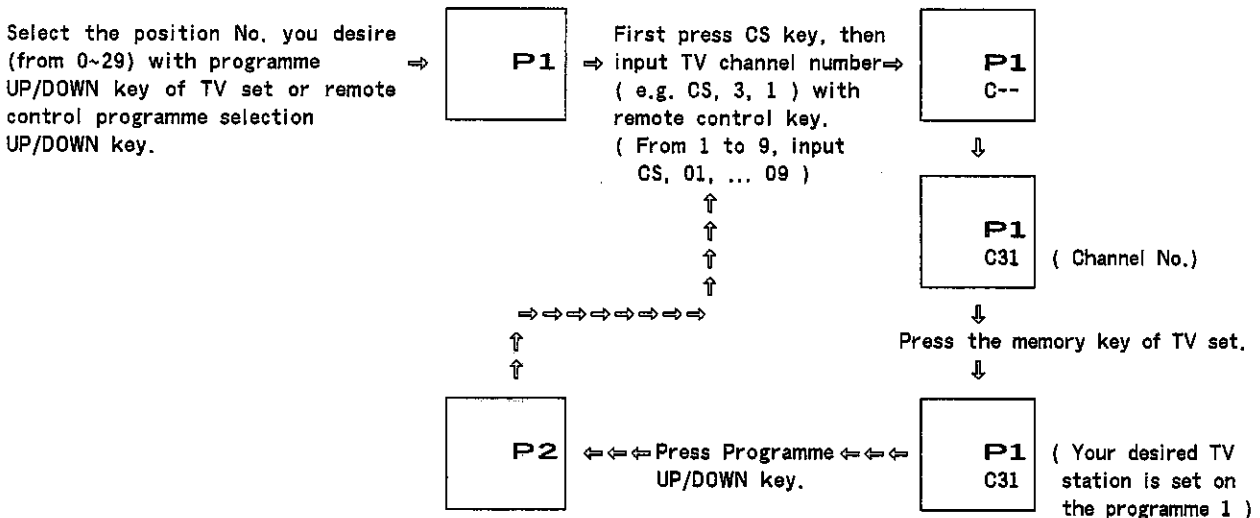 Select the position No. you desire
(from 0~29) with programme
UP/DOWN key of TV set or remote
control programme selection
UP/DOWN key.
⇒
P1
⇒
First press CS key, then
input TV channel number⇒
( e.g. CS, 3, 1 ) with
remote control key.
( From 1 to 9, input
CS, 01, ... 09 )
P1
C--
⇓
P1
C31
( Channel No.)
⇓
Press the memory key of TV set.
⇓
P1
C31
( Your desired TV
station is set on
the programme 1 )
⇐⇐⇐Press Programme⇐⇐⇐
UP/DOWN key.
P2
⇑
⇑
⇒⇒⇒⇒⇒⇒⇒⇒
⇑
⇑
⇑
⇑